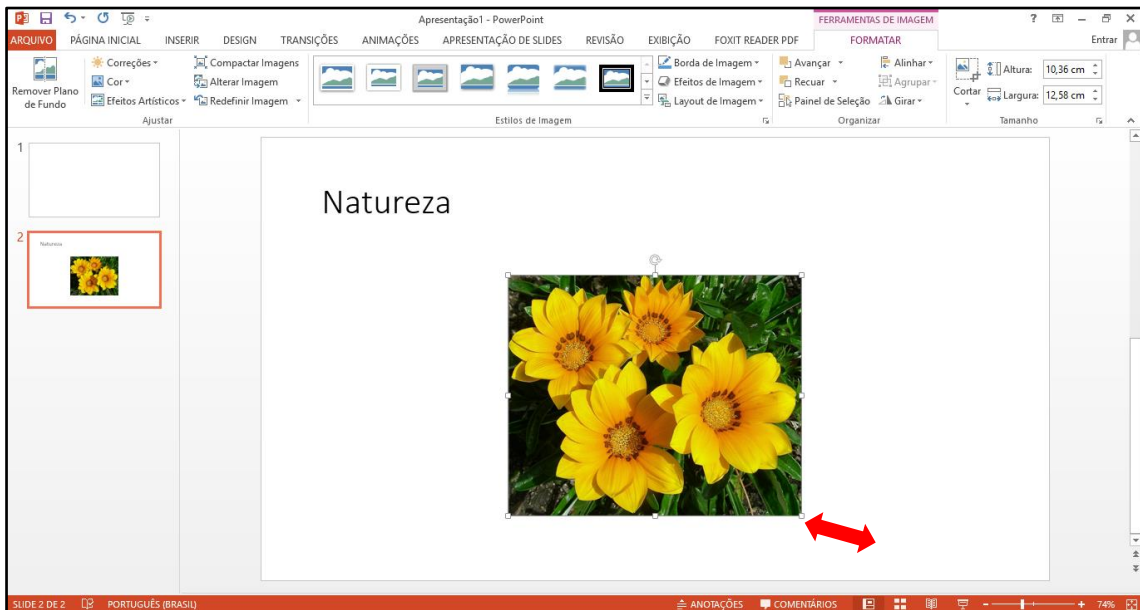 Apresentação1 - PowerPoint
FERRAMENTAS DE IMAGEM
ARQUIVO PÁGINA INICIAL INSERIR DESIGN TRANSIÇÕES ANIMAÇÕES APRESENTAÇÃO DE SLIDES REVISÃO EXIBIÇÃO FOXIT READER PDF FORMATAR Entrar
Remover Plano de Fundo
Correções
Cor
Efeitos Artísticos
Compactar Imagens
Alterar Imagem
Redefinir Imagem
Ajustar
Estilos de Imagem
Borda de Imagem
Efeitos de Imagem
Layout de Imagem
Avançar
Recuar
Painel de Seleção
Alinhar
Agrupar
Girar
Organizar
Cortar
Altura: 10,36 cm
Largura: 12,58 cm
Tamanho
1
2
Natureza
Natureza
SLIDE 2 DE 2 PORTUGUÊS (BRASIL) ANOTAÇÕES COMENTÁRIOS 74%